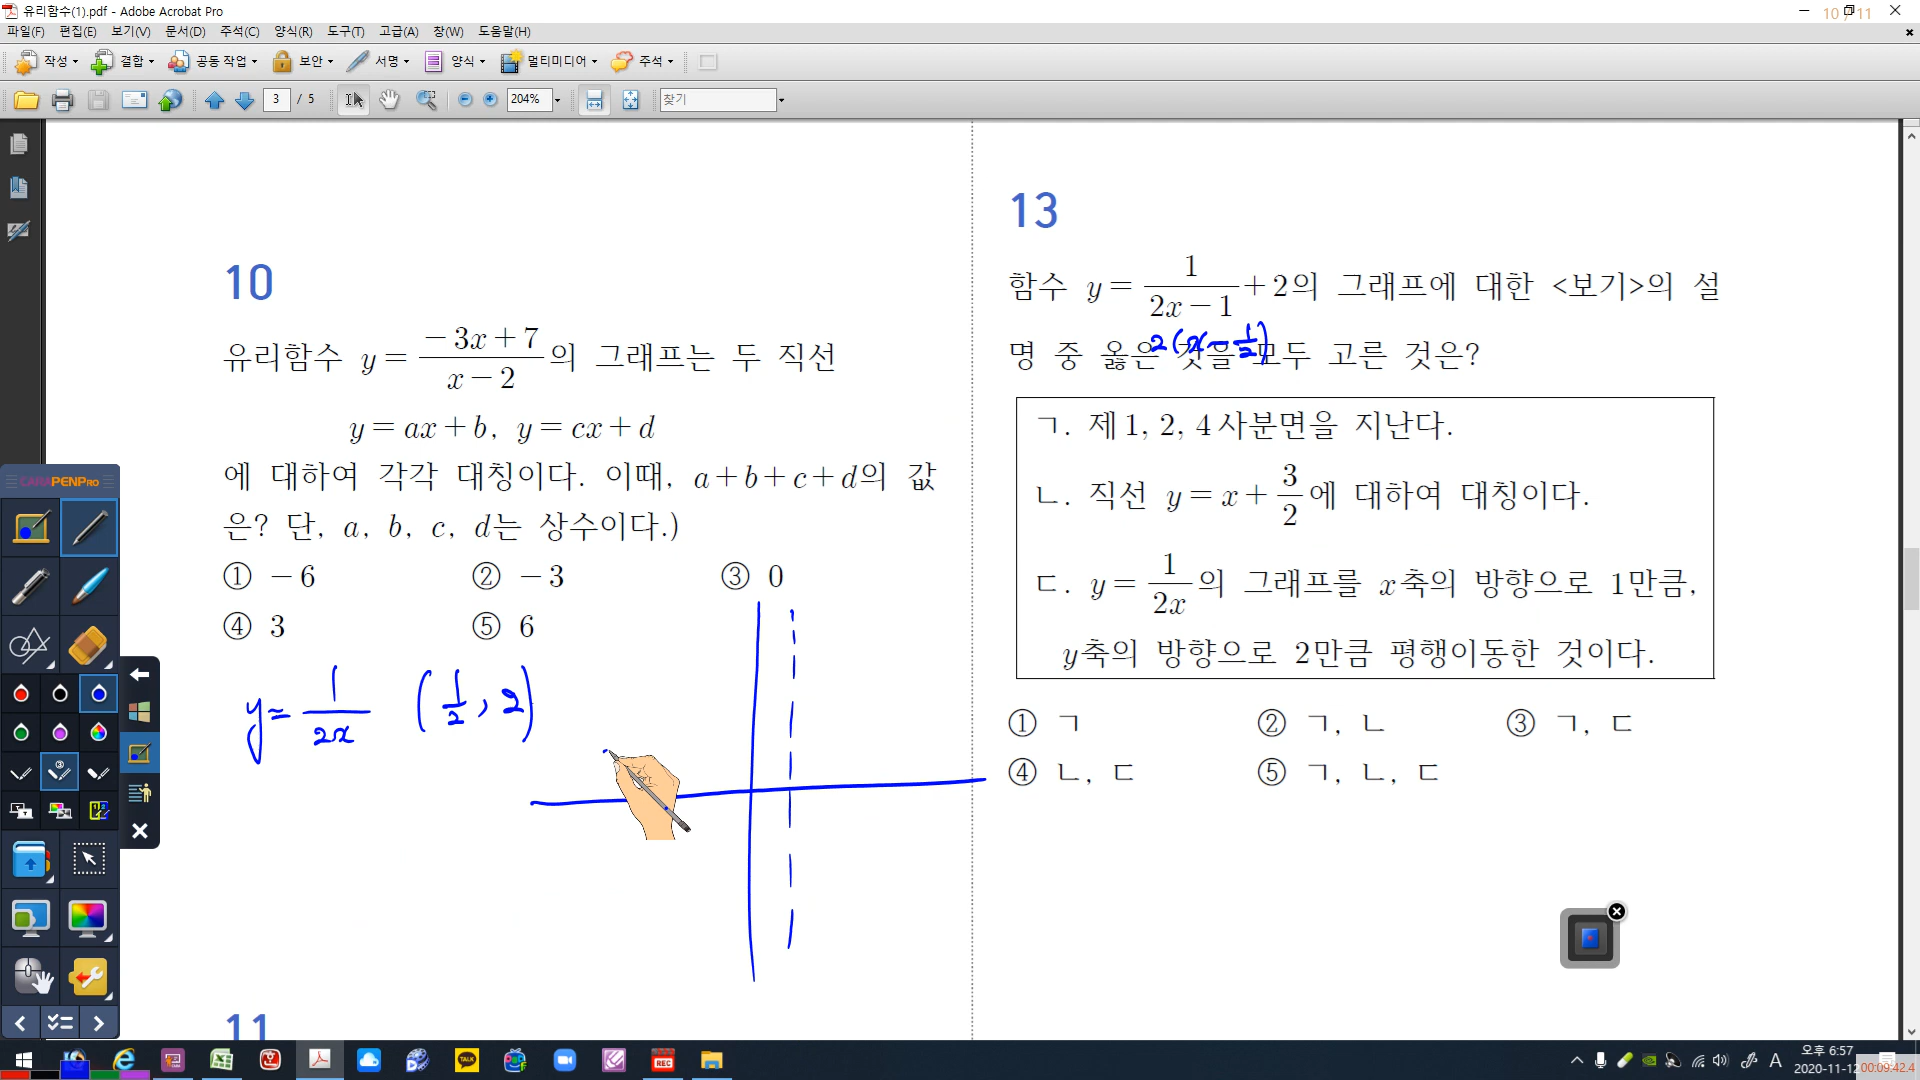 유리함수(1).pdf - Adobe Acrobat Pro
10 / 11
파일(F) 편집(E) 보기(V) 문서(D) 주석(C) 양식(R) 도구(T) 고급(A) 창(W) 도움말(H)
작성 결합 공동 작업 보안 서명 양식 멀티미디어 주석
3 / 5 204% 찾기
10
유리함수 y = (-3x+7)/(x-2)의 그래프는 두 직선
y = ax + b, y = cx + d
에 대하여 각각 대칭이다. 이때, a+b+c+d의 값
은? 단, a, b, c, d는 상수이다.)
① -6 ② -3 ③ 0
④ 3 ⑤ 6
y = 1/2x (1/2, 2)
11
13
함수 y = 1/(2x-1) + 2의 그래프에 대한 <보기>의 설
2(x - 1/2)
명 중 옳은 것을 모두 고른 것은?
ㄱ. 제1, 2, 4사분면을 지난다.
ㄴ. 직선 y = x + 3/2에 대하여 대칭이다.
ㄷ. y = 1/2x의 그래프를 x축의 방향으로 1만큼,
y축의 방향으로 2만큼 평행이동한 것이다.
① ㄱ ② ㄱ, ㄴ ③ ㄱ, ㄷ
④ ㄴ, ㄷ ⑤ ㄱ, ㄴ, ㄷ
CAMAPENPRO
③
TALK
REC
A
오후 6:57
2020-11-12
00:09:42.4